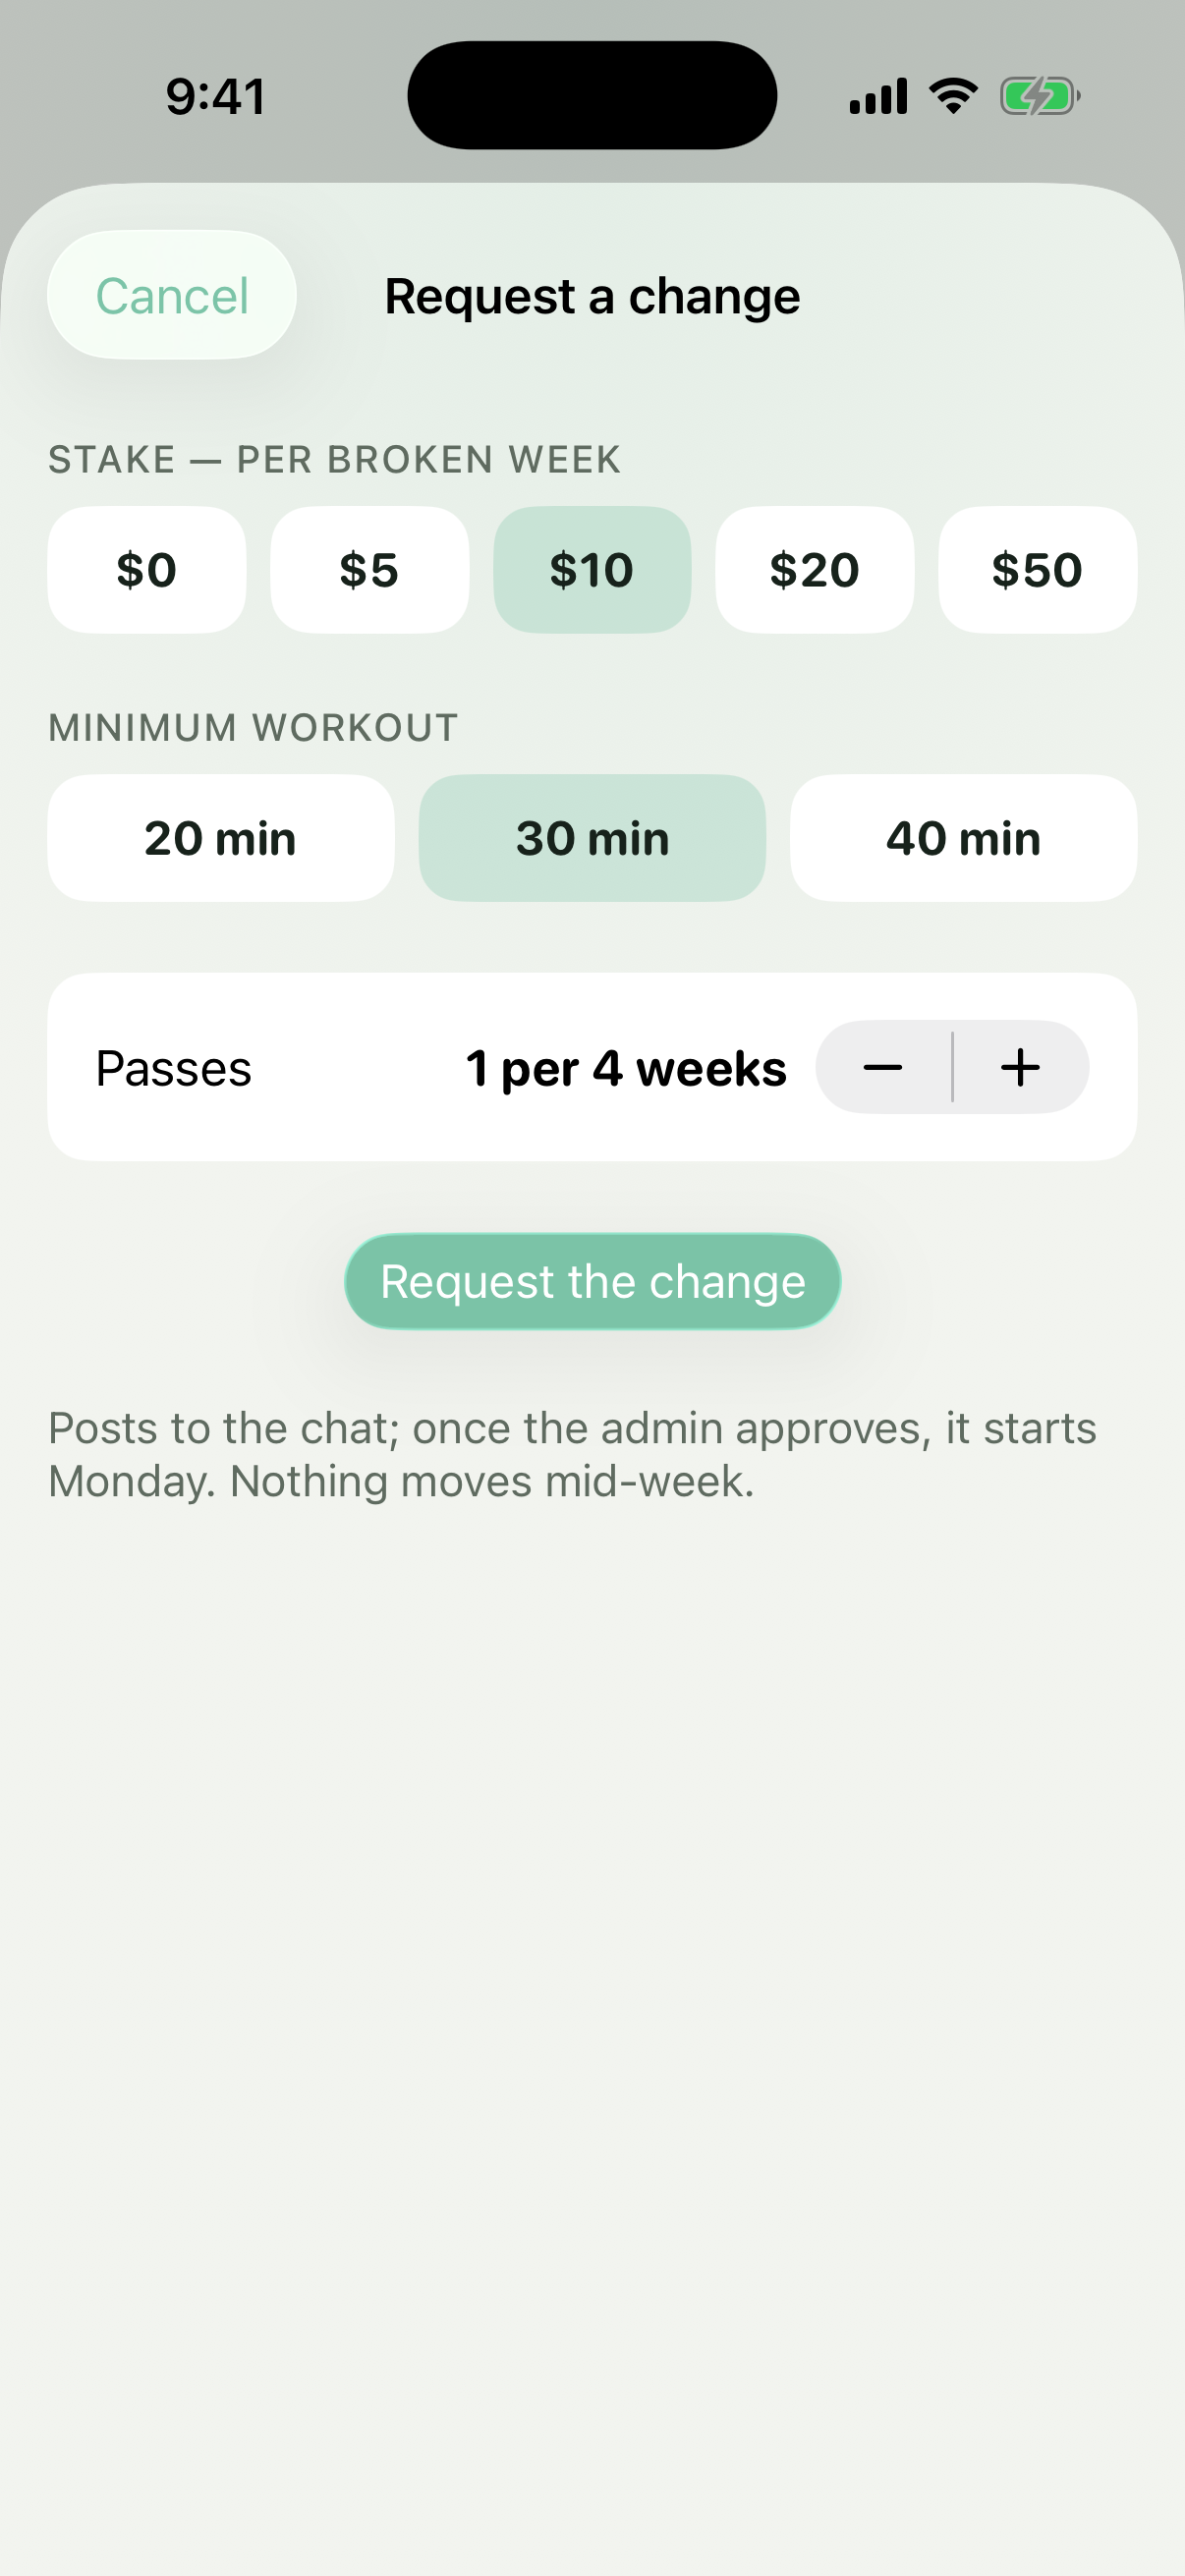 9:41
Cancel
Request a change
STAKE — PER BROKEN WEEK
$0
$5
$10
$20
$50
MINIMUM WORKOUT
20 min
30 min
40 min
Passes
1 per 4 weeks
Request the change
Posts to the chat; once the admin approves, it starts
Monday. Nothing moves mid-week.